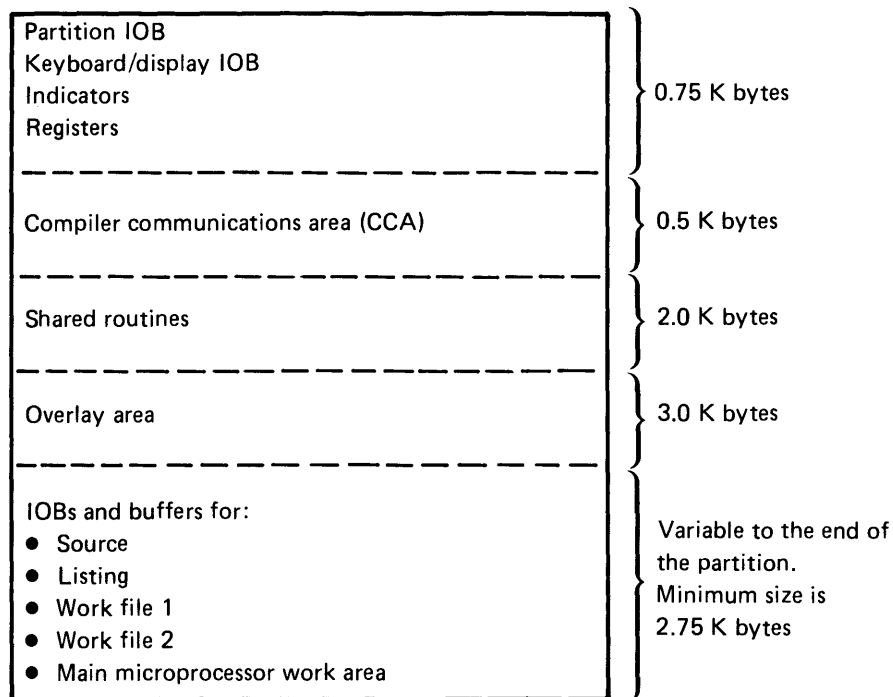 Partition IOB
Keyboard/display IOB
Indicators
Registers
0.75 K bytes
Compiler communications area (CCA)
0.5 K bytes
Shared routines
2.0 K bytes
Overlay area
3.0 K bytes
IOBs and buffers for:
● Source
● Listing
● Work file 1
● Work file 2
● Main microprocessor work area
Variable to the end of
the partition.
Minimum size is
2.75 K bytes